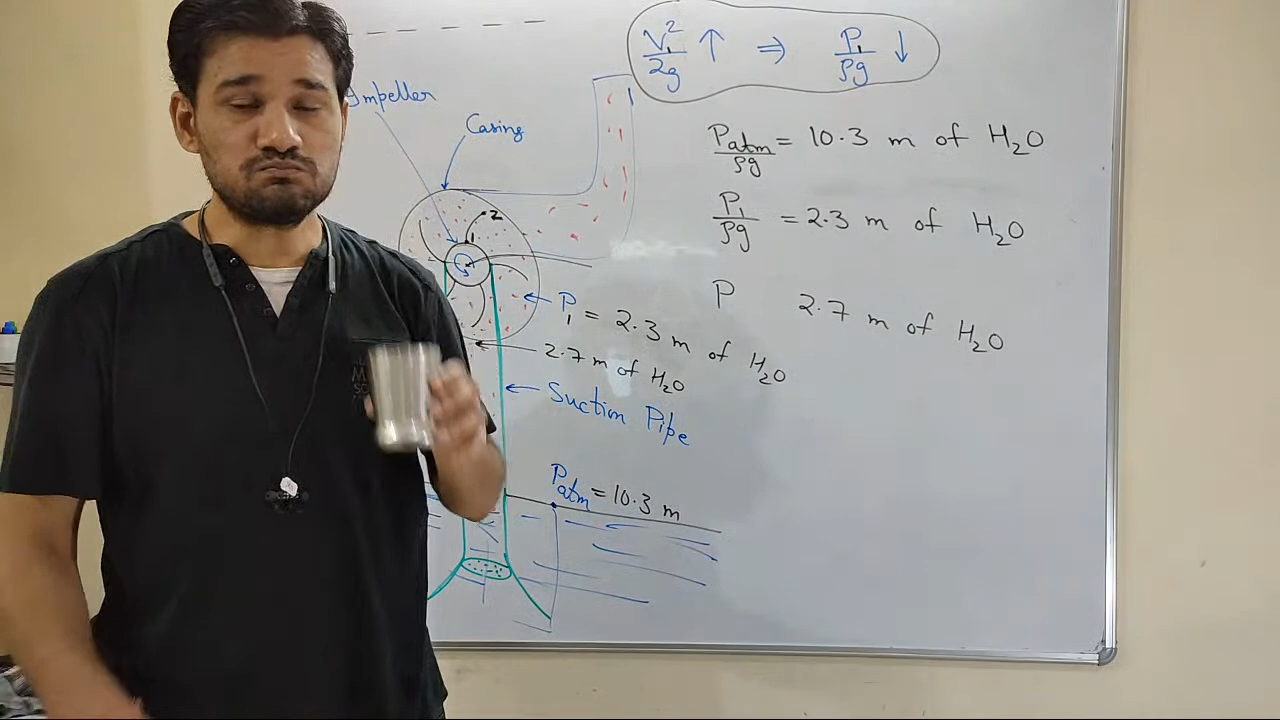 V₁²/2g ↑ ⇒ P₁/ρg ↓
Impeller
Casing
Patm/ρg = 10.3 m of H₂O
P₁/ρg = 2.3 m of H₂O
2
P 2.7 m of H₂O
P₁ = 2.3 m of H₂O
2.7 m of H₂O
Suction Pipe
Patm = 10.3 m